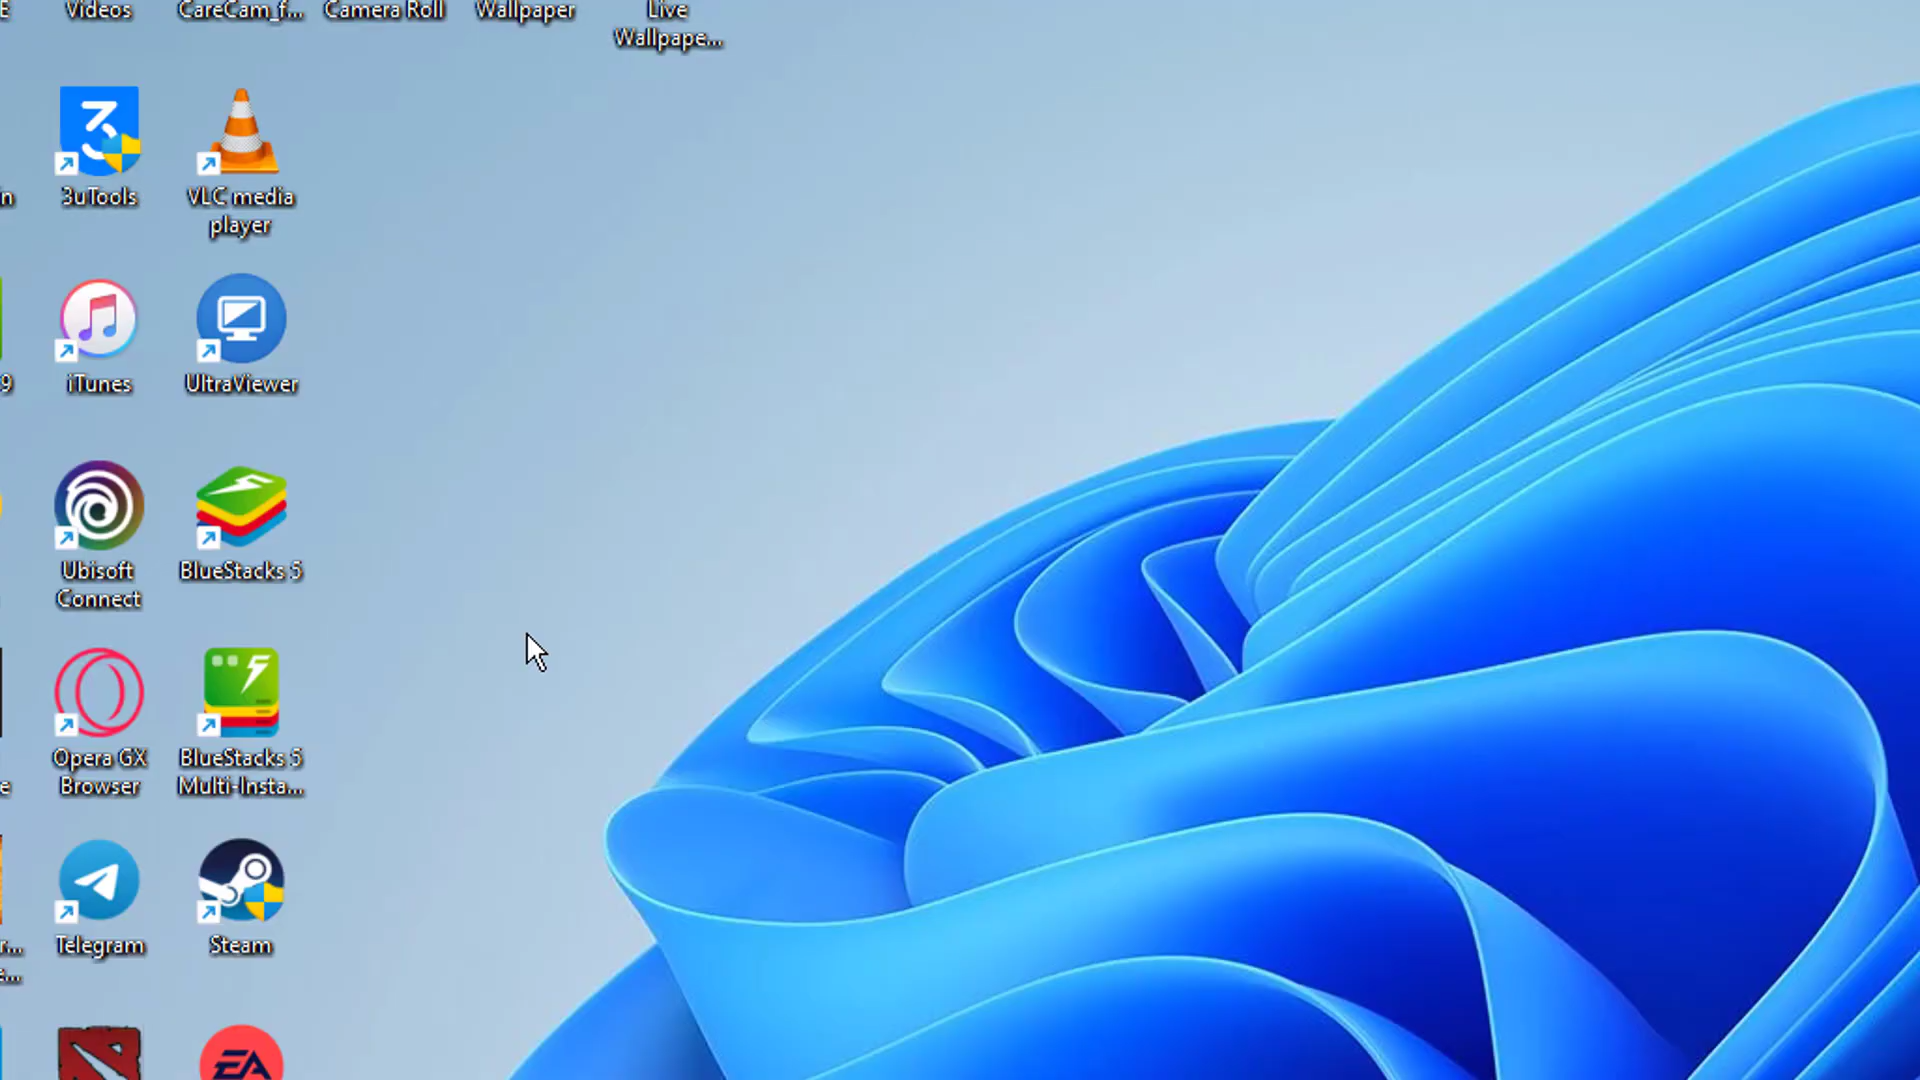 Videos
CareCam_f...
Camera Roll
Wallpaper
Live
Wallpape...
3uTools
VLC media
player
iTunes
UltraViewer
Ubisoft
Connect
BlueStacks 5
Opera GX
Browser
BlueStacks 5
Multi-Insta...
Telegram
Steam
EA